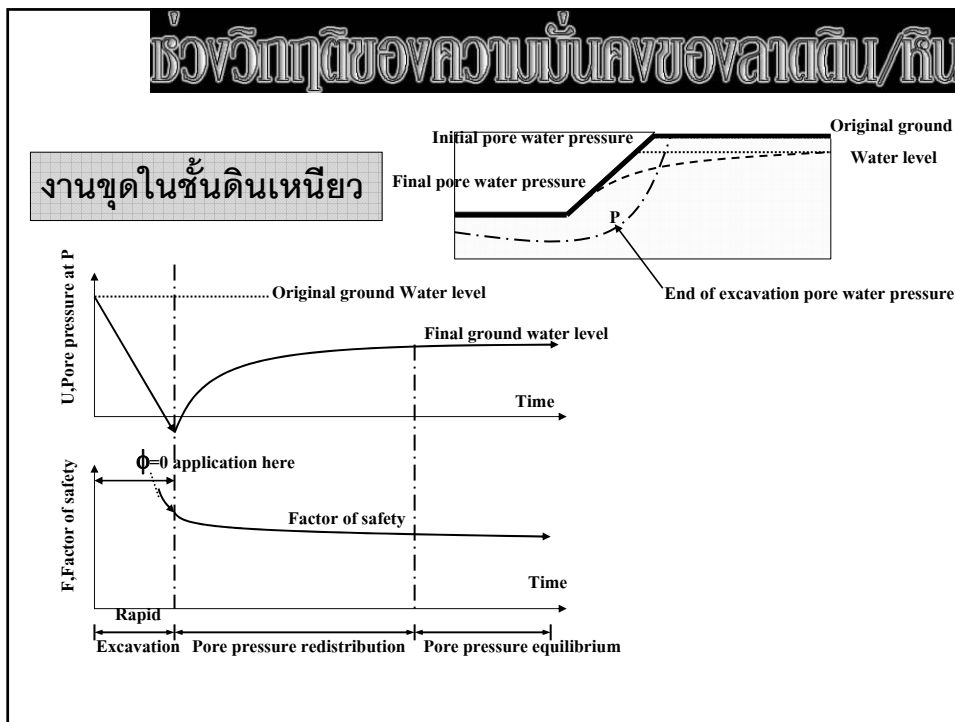 ช่วงวิกฤติของความมั่นคงของลาดดิน/หิน
งานขุดในชั้นดินเหนียว
Initial pore water pressure
Original ground
Water level
Final pore water pressure
P
End of excavation pore water pressure
U,Pore pressure at P
Original ground Water level
Final ground water level
Time
F,Factor of safety
ϕ=0 application here
Factor of safety
Time
Rapid
Excavation
Pore pressure redistribution
Pore pressure equilibrium